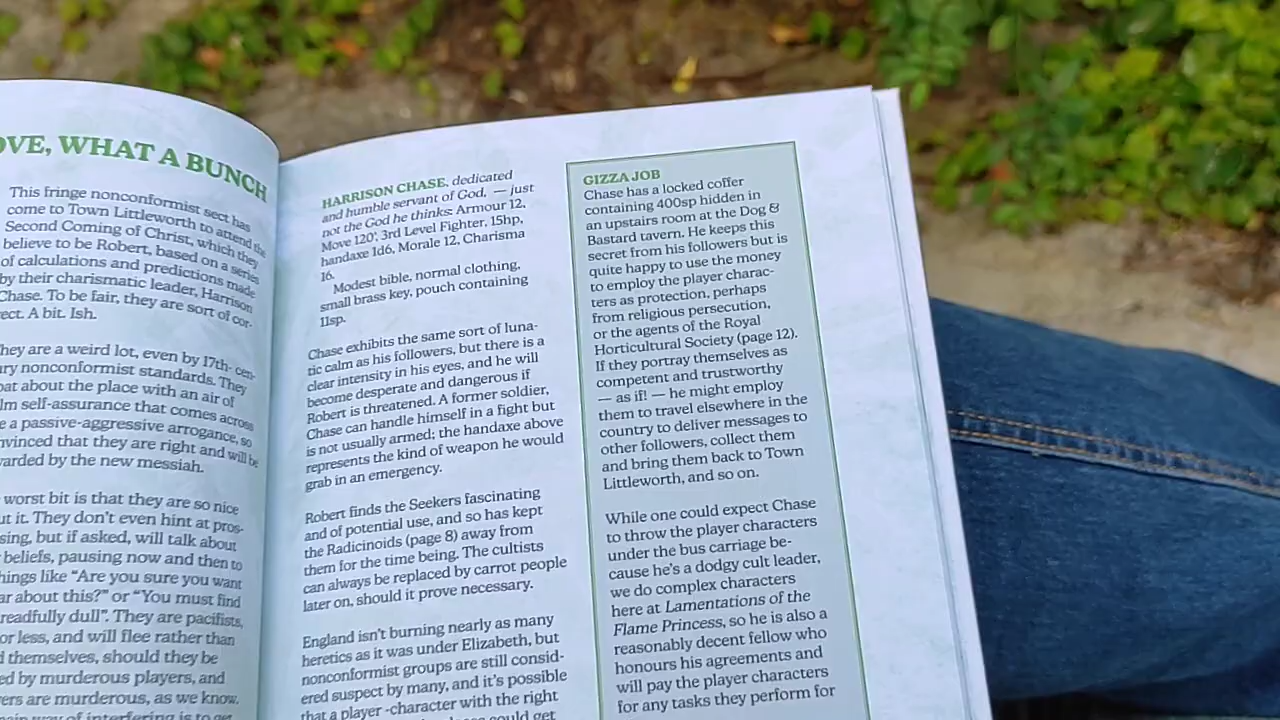 OVE, WHAT A BUNCH
This fringe nonconformist sect has
come to Town Littleworth to attend the
Second Coming of Christ, which they
believe to be Robert, based on a series
of calculations and predictions made
by their charismatic leader, Harrison
Chase. To be fair, they are sort of cor-
ect. A bit. Ish.
hey are a weird lot, even by 17th- cen-
ury nonconformist standards. They
oat about the place with an air of
lm self-assurance that comes across
e a passive-aggressive arrogance, so
nvinced that they are right and will be
warded by the new messiah.
worst bit is that they are so nice
ut it. They don't even hint at pros-
sing, but if asked, will talk about
beliefs, pausing now and then to
hings like "Are you sure you want
ar about this?" or "You must find
readfully dull". They are pacifists,
or less, and will flee rather than
d themselves, should they be
ed by murderous players, and
ers are murderous, as we know.
main way of interfering is to get
HARRISON CHASE, dedicated
and humble servant of God, — just
not the God he thinks: Armour 12,
Move 120', 3rd Level Fighter, 15hp,
handaxe 1d6, Morale 12, Charisma
16.
Modest bible, normal clothing,
small brass key, pouch containing
11sp.
Chase exhibits the same sort of luna-
tic calm as his followers, but there is a
clear intensity in his eyes, and he will
become desperate and dangerous if
Robert is threatened. A former soldier,
Chase can handle himself in a fight but
is not usually armed; the handaxe above
represents the kind of weapon he would
grab in an emergency.
Robert finds the Seekers fascinating
and of potential use, and so has kept
the Radicinoids (page 8) away from
them for the time being. The cultists
can always be replaced by carrot people
later on, should it prove necessary.
England isn't burning nearly as many
heretics as it was under Elizabeth, but
nonconformist groups are still consid-
ered suspect by many, and it's possible
that a player -character with the right
could get
GIZZA JOB
Chase has a locked coffer
containing 400sp hidden in
an upstairs room at the Dog &
Bastard tavern. He keeps this
secret from his followers but is
quite happy to use the money
to employ the player charac-
ters as protection, perhaps
from religious persecution,
or the agents of the Royal
Horticultural Society (page 12).
If they portray themselves as
competent and trustworthy
— as if! — he might employ
them to travel elsewhere in the
country to deliver messages to
other followers, collect them
and bring them back to Town
Littleworth, and so on.
While one could expect Chase
to throw the player characters
under the bus carriage be-
cause he's a dodgy cult leader,
we do complex characters
here at Lamentations of the
Flame Princess, so he is also a
reasonably decent fellow who
honours his agreements and
will pay the player characters
for any tasks they perform for